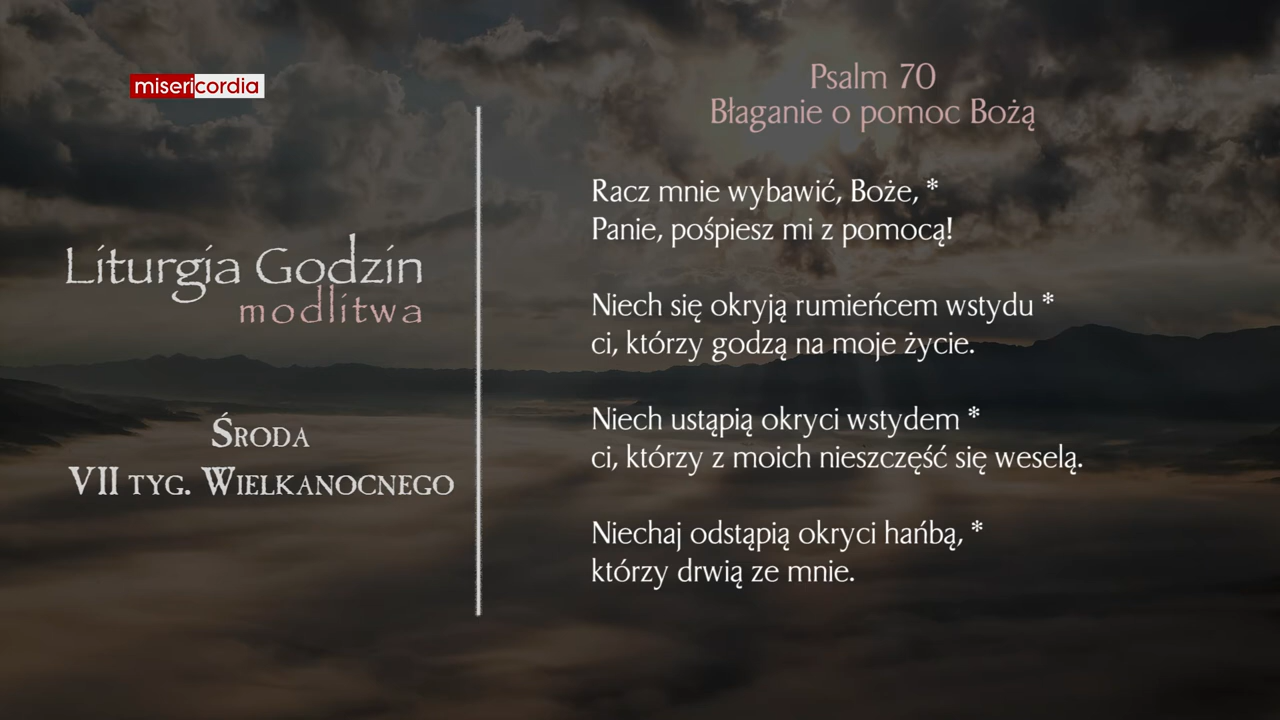 misericordia
Liturgia Godzin
modlitwa
Środa
VII tyg. Wielkanocnego
Psalm 70
Błaganie o pomoc Bożą
Racz mnie wybawić, Boże, *
Panie, pośpiesz mi z pomocą!
Niech się okryją rumieńcem wstydu *
ci, którzy godzą na moje życie.
Niech ustąpią okryci wstydem *
ci, którzy z moich nieszczęść się weselą.
Niechaj odstąpią okryci hańbą, *
którzy drwią ze mnie.